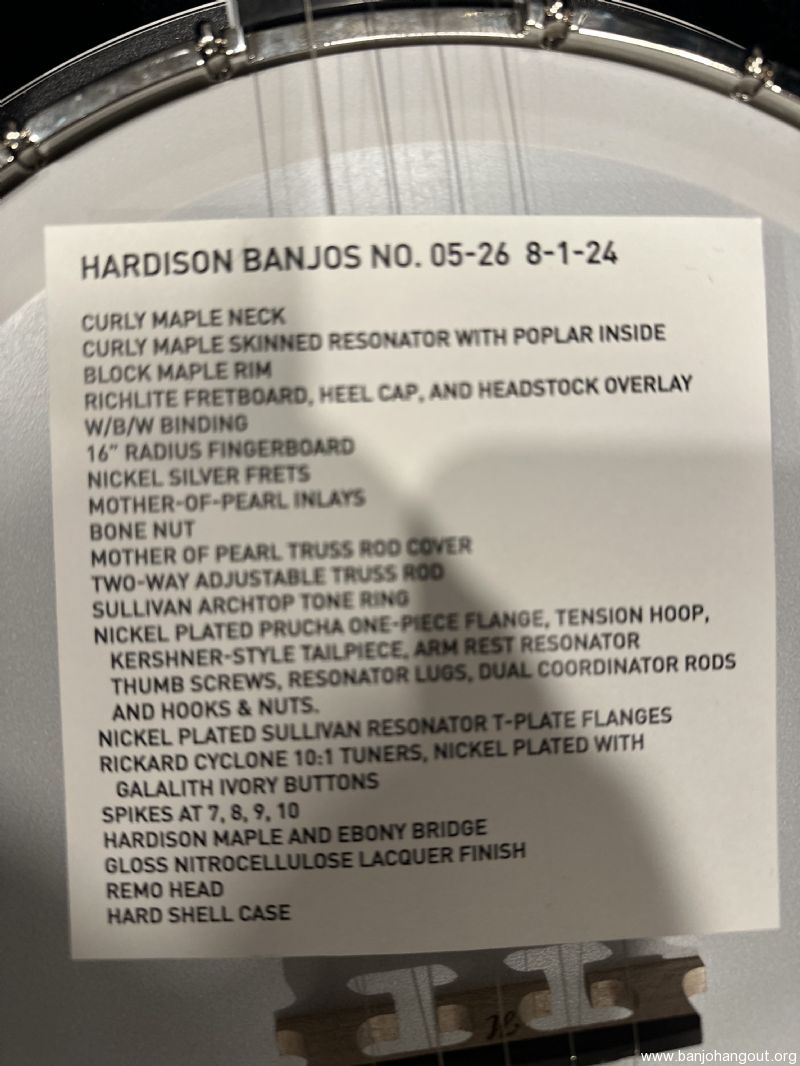 HARDISON BANJOS NO. 05-26 8-1-24
CURLY MAPLE NECK
CURLY MAPLE SKINNED RESONATOR WITH POPLAR INSIDE
BLOCK MAPLE RIM
RICHLITE FRETBOARD, HEEL CAP, AND HEADSTOCK OVERLAY
W/B/W BINDING
16" RADIUS FINGERBOARD
NICKEL SILVER FRETS
MOTHER-OF-PEARL INLAYS
BONE NUT
MOTHER OF PEARL TRUSS ROD COVER
TWO-WAY ADJUSTABLE TRUSS ROD
SULLIVAN ARCHTOP TONE RING
NICKEL PLATED PRUCHA ONE-PIECE FLANGE, TENSION HOOP,
KERSHNER-STYLE TAILPIECE, ARM REST RESONATOR
THUMB SCREWS, RESONATOR LUGS, DUAL COORDINATOR RODS
AND HOOKS & NUTS.
NICKEL PLATED SULLIVAN RESONATOR T-PLATE FLANGES
RICKARD CYCLONE 10:1 TUNERS, NICKEL PLATED WITH
GALALITH IVORY BUTTONS
SPIKES AT 7, 8, 9, 10
HARDISON MAPLE AND EBONY BRIDGE
GLOSS NITROCELLULOSE LACQUER FINISH
REMO HEAD
HARD SHELL CASE
www.banjohangout.org